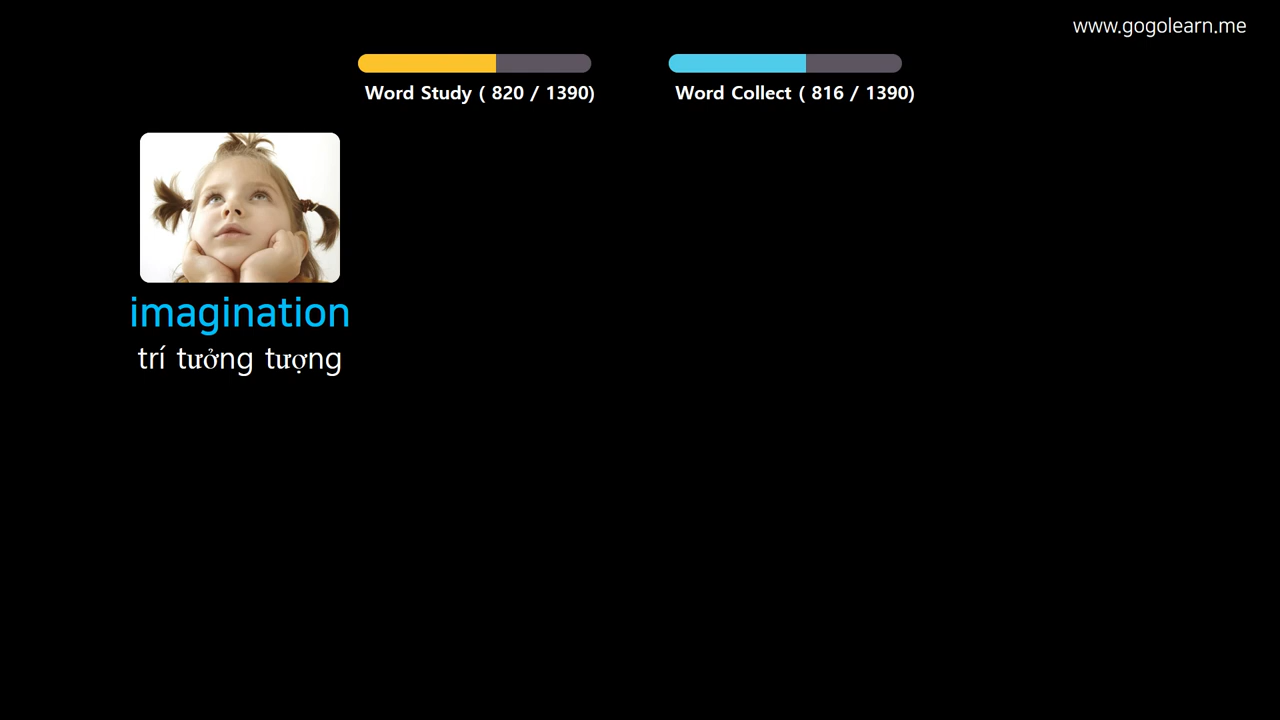 www.gogolearn.me
Word Study ( 820 / 1390)
Word Collect ( 816 / 1390)
imagination
trí tưởng tượng